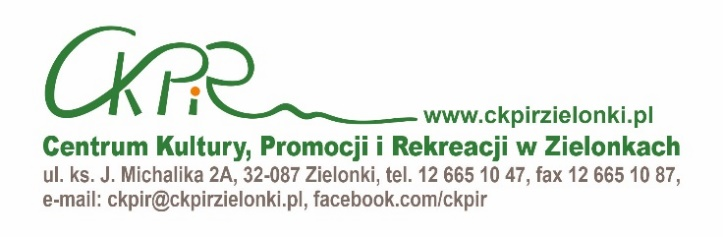 CKPiR
www.ckpirzielonki.pl
Centrum Kultury, Promocji i Rekreacji w Zielonkach
ul. ks. J. Michalika 2A, 32-087 Zielonki, tel. 12 665 10 47, fax 12 665 10 87,
e-mail: ckpir@ckpirzielonki.pl, facebook.com/ckpir